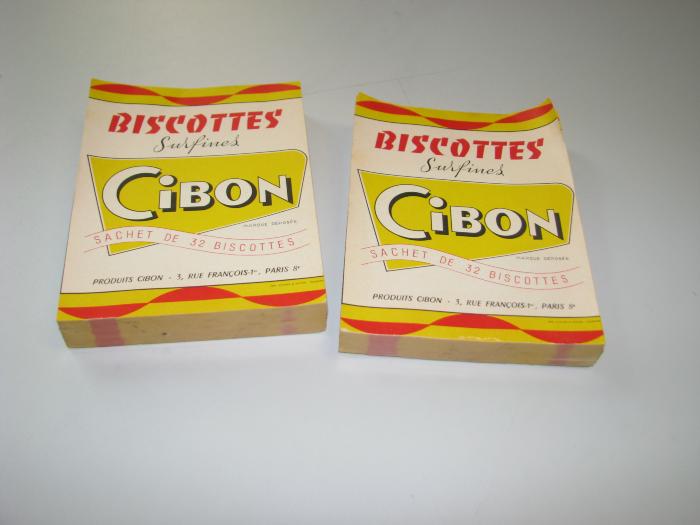 BISCOTTES
Surfines
CiBON
MARQUE DÉPOSÉE
SACHET DE 32 BISCOTTES
PRODUITS CIBON - 3, RUE FRANÇOIS-1er, PARIS 8e
BISCOTTES
Surfines
CiBON
MARQUE DÉPOSÉE
SACHET DE 32 BISCOTTES
PRODUITS CIBON - 3, RUE FRANÇOIS-1er, PARIS 8e